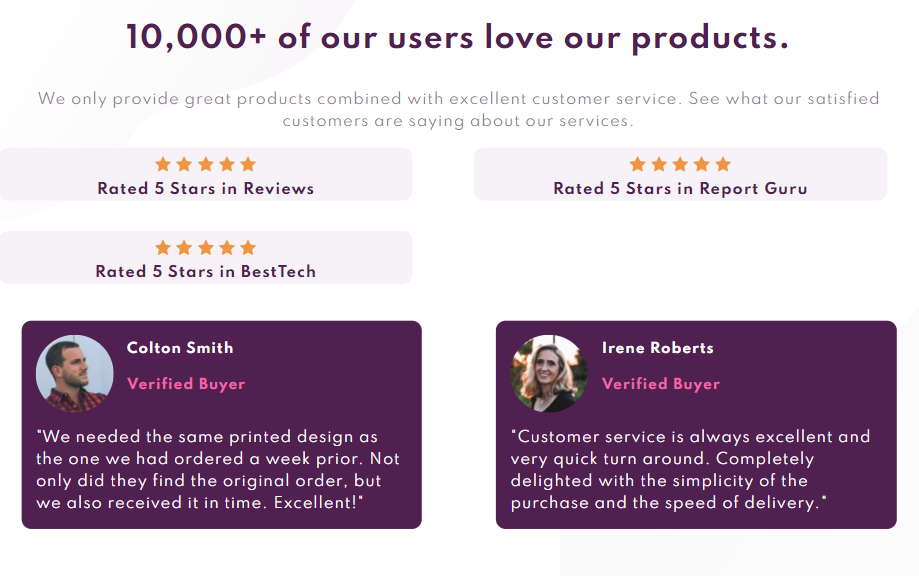 10,000+ of our users love our products.
We only provide great products combined with excellent customer service. See what our satisfied
customers are saying about our services.
Rated 5 Stars in Reviews
Rated 5 Stars in Report Guru
Rated 5 Stars in BestTech
Colton Smith
Verified Buyer
"We needed the same printed design as
the one we had ordered a week prior. Not
only did they find the original order, but
we also received it in time. Excellent!"
Irene Roberts
Verified Buyer
"Customer service is always excellent and
very quick turn around. Completely
delighted with the simplicity of the
purchase and the speed of delivery."